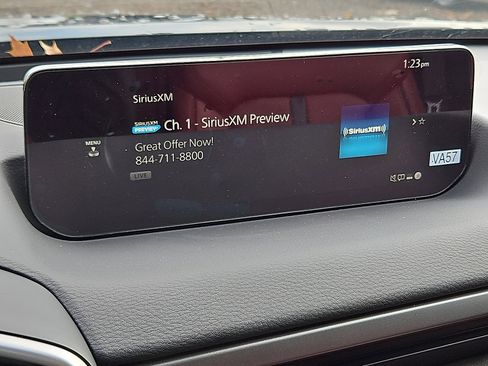 1:23pm
SiriusXM
SIRIUSXM
PREVIEW
Ch. 1 - SiriusXM Preview
MENU
Great Offer Now!
844-711-8800
LIVE
((SiriusXM))
VA57